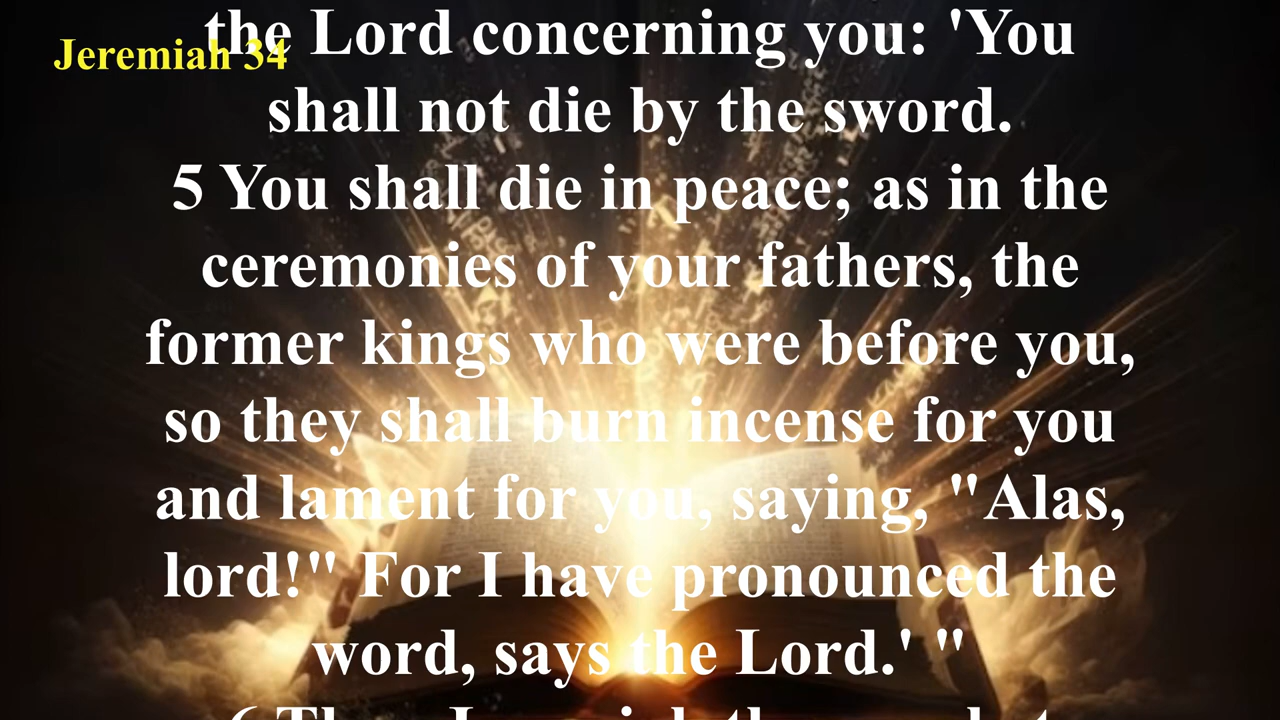 the Lord concerning you: 'You
Jeremiah 34
shall not die by the sword.
5 You shall die in peace; as in the
ceremonies of your fathers, the
former kings who were before you,
so they shall burn incense for you
and lament for you, saying, "Alas,
lord!" For I have pronounced the
word, says the Lord.' "